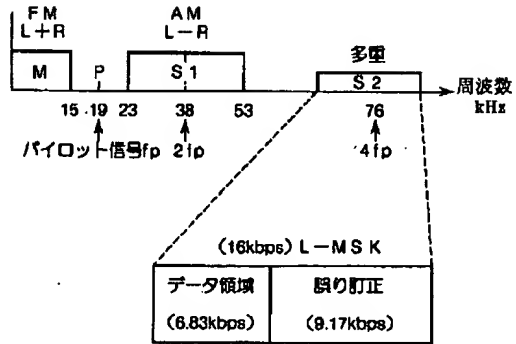 FM AM
L+R L-R
多重
M P S1 S2
周波数
kHz
15 19 23 38 53 76
パイロット信号fp 2fp 4fp
(16kbps) L-MSK
データ領域 誤り訂正
(6.83kbps) (9.17kbps)